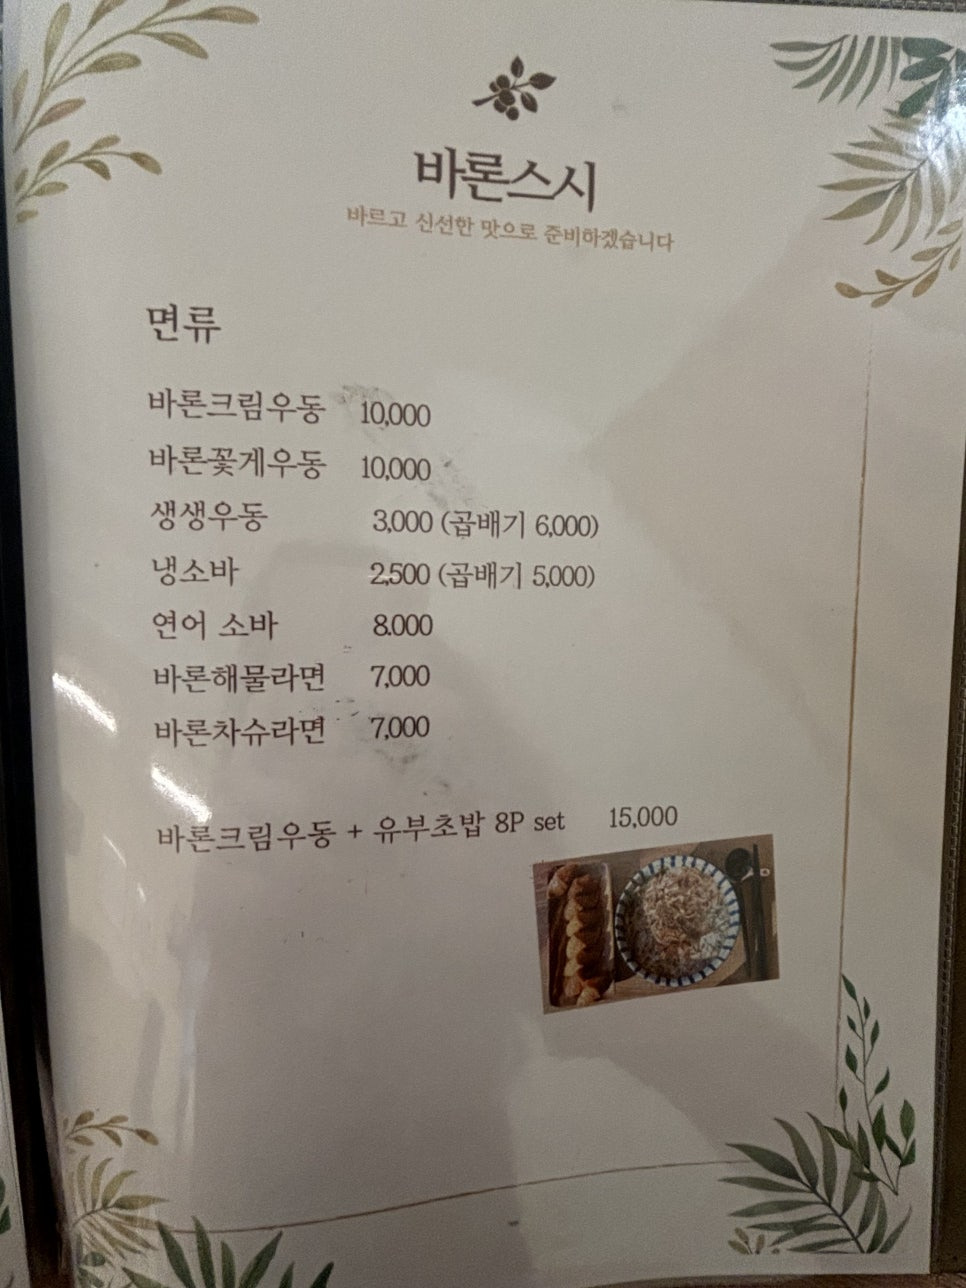 바론스시
바르고 신선한 맛으로 준비하겠습니다
면류
바론크림우동 10,000
바론꽃게우동 10,000
생생우동 3,000 (곱배기 6,000)
냉소바 2,500 (곱배기 5,000)
연어 소바 8.000
바론해물라면 7,000
바론차슈라면 7,000
바론크림우동 + 유부초밥 8P set 15,000